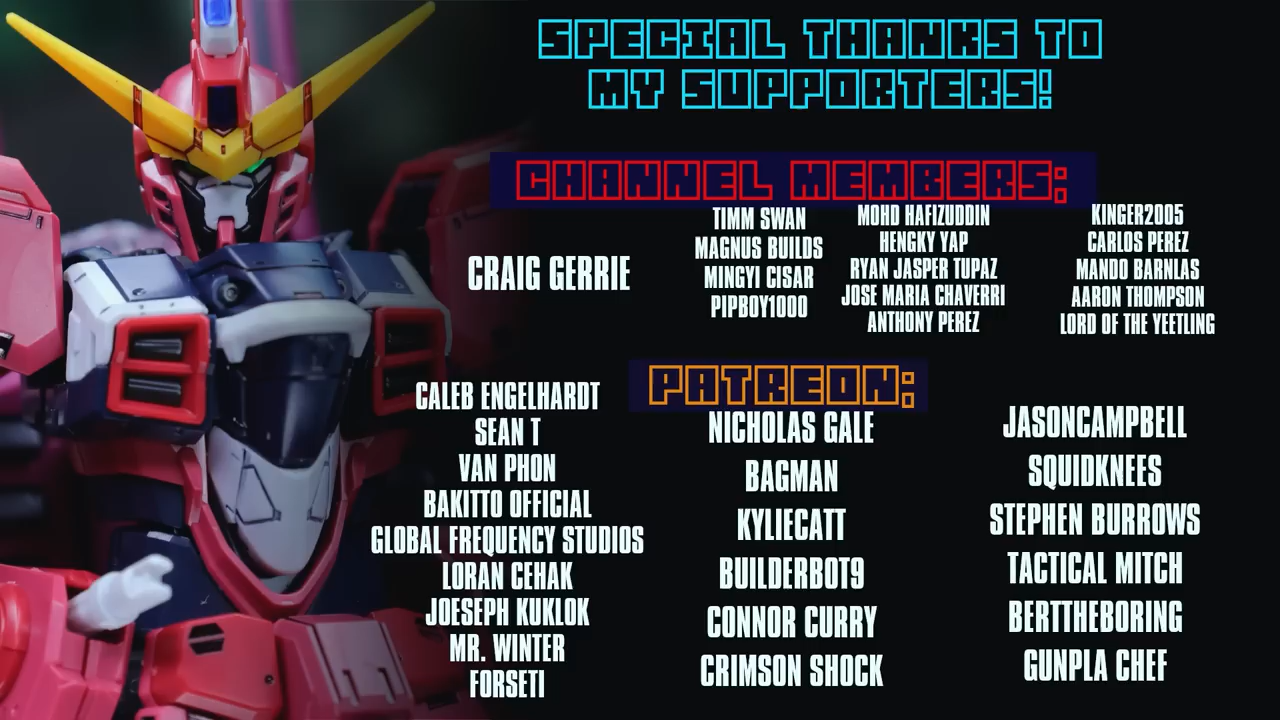 SPECIAL THANKS TO
MY SUPPORTERS!
CHANNEL MEMBERS:
CRAIG GERRIE
TIMM SWAN
MAGNUS BUILDS
MINGYI CISAR
PIPBOY1000
MOHD HAFIZUDDIN
HENGKY YAP
RYAN JASPER TUPAZ
JOSE MARIA CHAVERRI
ANTHONY PEREZ
KINGER2005
CARLOS PEREZ
MANDO BARNLAS
AARON THOMPSON
LORD OF THE YEETLING
PATREON:
CALEB ENGELHARDT
SEAN T
VAN PHON
BAKITTO OFFICIAL
GLOBAL FREQUENCY STUDIOS
LORAN CEHAK
JOESEPH KUKLOK
MR. WINTER
FORSETI
NICHOLAS GALE
BAGMAN
KYLIECATT
BUILDERBOT9
CONNOR CURRY
CRIMSON SHOCK
JASONCAMPBELL
SQUIDKNEES
STEPHEN BURROWS
TACTICAL MITCH
BERTTHEBORING
GUNPLA CHEF